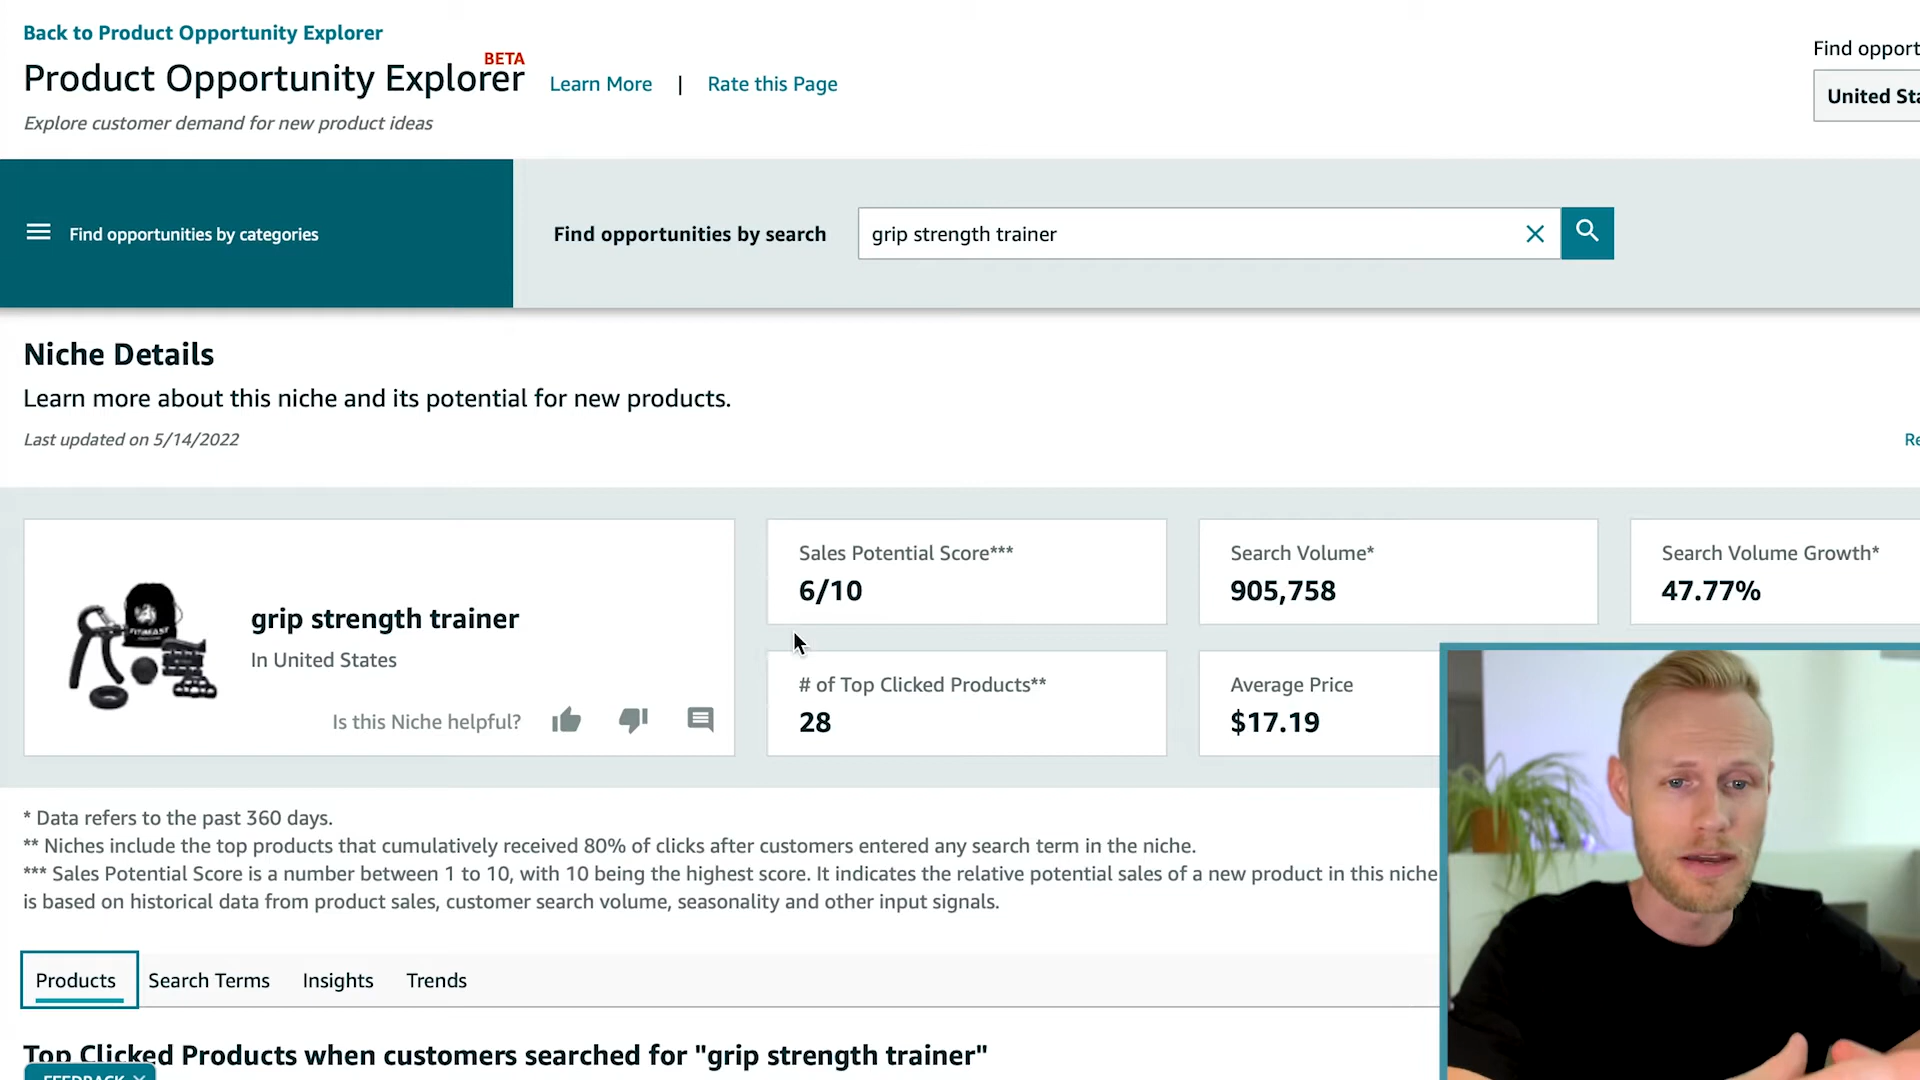 Back to Product Opportunity Explorer
Product Opportunity Explorer BETA Learn More | Rate this Page
Explore customer demand for new product ideas
Find opport
United Sta
Find opportunities by categories
Find opportunities by search
grip strength trainer
Niche Details
Learn more about this niche and its potential for new products.
Last updated on 5/14/2022
Re
grip strength trainer
In United States
Is this Niche helpful?
Sales Potential Score***
6/10
Search Volume*
905,758
Search Volume Growth*
47.77%
# of Top Clicked Products**
28
Average Price
$17.19
* Data refers to the past 360 days.
** Niches include the top products that cumulatively received 80% of clicks after customers entered any search term in the niche.
*** Sales Potential Score is a number between 1 to 10, with 10 being the highest score. It indicates the relative potential sales of a new product in this niche
is based on historical data from product sales, customer search volume, seasonality and other input signals.
Products Search Terms Insights Trends
Top Clicked Products when customers searched for "grip strength trainer"
FEEDBACK